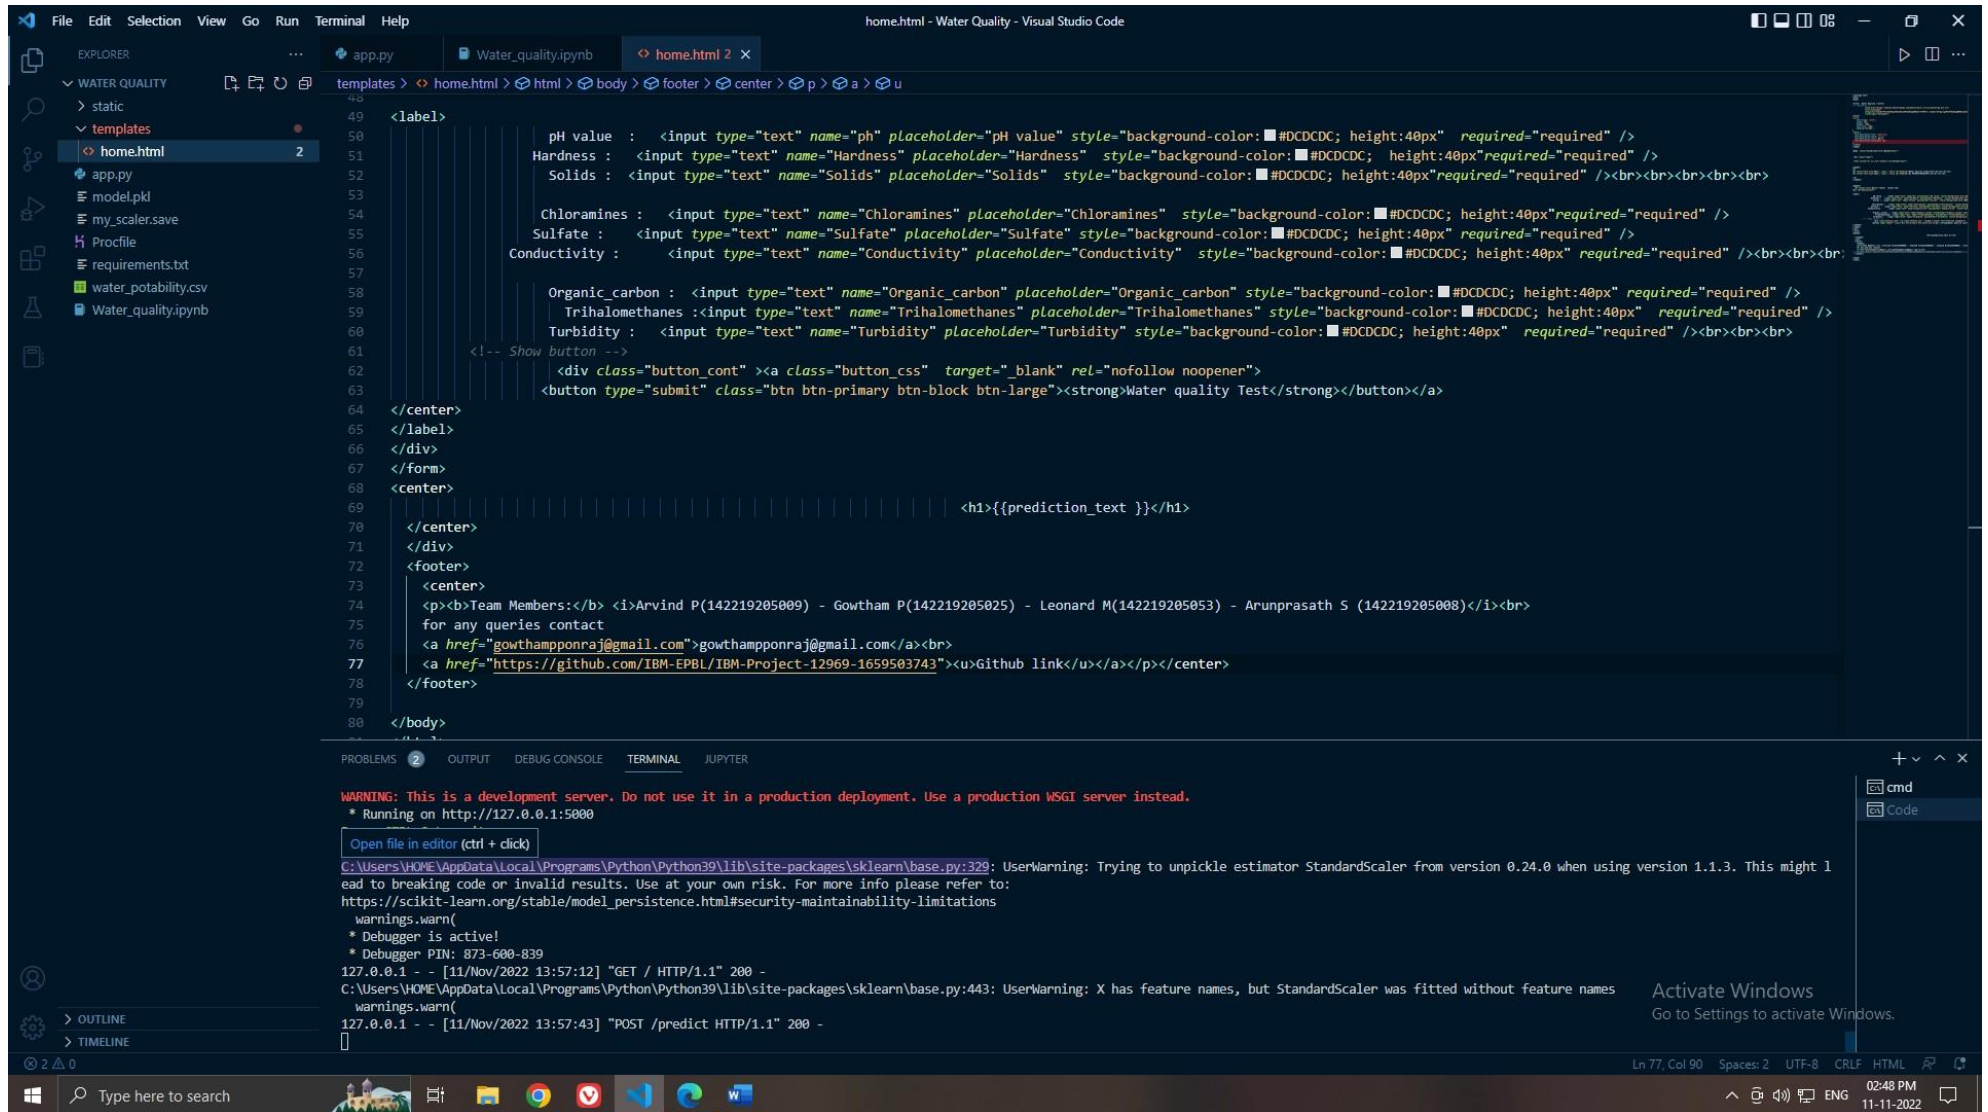 File Edit Selection View Go Run Terminal Help
home.html - Water Quality - Visual Studio Code
EXPLORER
WATER QUALITY
static
templates
home.html 2
app.py
model.pkl
my_scaler.save
Procfile
requirements.txt
water_potability.csv
Water_quality.ipynb
OUTLINE
TIMELINE
app.py Water_quality.ipynb home.html 2
templates > home.html > html > body > footer > center > p > a > u
48
49 <label>
50 pH value : <input type="text" name="ph" placeholder="pH value" style="background-color: #DCDCDC; height:40px" required="required" />
51 Hardness : <input type="text" name="Hardness" placeholder="Hardness" style="background-color: #DCDCDC; height:40px"required="required" />
52 Solids : <input type="text" name="Solids" placeholder="Solids" style="background-color: #DCDCDC; height:40px"required="required" /><br><br><br><br><br>
53
54 Chloramines : <input type="text" name="Chloramines" placeholder="Chloramines" style="background-color: #DCDCDC; height:40px"required="required" />
55 Sulfate : <input type="text" name="Sulfate" placeholder="Sulfate" style="background-color: #DCDCDC; height:40px" required="required" />
56 Conductivity : <input type="text" name="Conductivity" placeholder="Conductivity" style="background-color: #DCDCDC; height:40px" required="required" /><br><br><br>
57
58 Organic_carbon : <input type="text" name="Organic_carbon" placeholder="Organic_carbon" style="background-color: #DCDCDC; height:40px" required="required" />
59 Trihalomethanes :<input type="text" name="Trihalomethanes" placeholder="Trihalomethanes" style="background-color: #DCDCDC; height:40px" required="required" />
60 Turbidity : <input type="text" name="Turbidity" placeholder="Turbidity" style="background-color: #DCDCDC; height:40px" required="required" /><br><br><br>
61 <!-- Show button -->
62 <div class="button_cont" ><a class="button_css" target="_blank" rel="nofollow noopener">
63 <button type="submit" class="btn btn-primary btn-block btn-large"><strong>Water quality Test</strong></button></a>
64 </center>
65 </label>
66 </div>
67 </form>
68 <center>
69 <h1>{{prediction_text }}</h1>
70 </center>
71 </div>
72 <footer>
73 <center>
74 <p><b>Team Members:</b> <i>Arvind P(142219205009) - Gowtham P(142219205025) - Leonard M(142219205053) - Arunprasath S (142219205008)</i><br>
75 for any queries contact
76 <a href="gowthampponraj@gmail.com">gowthampponraj@gmail.com</a><br>
77 <a href="https://github.com/IBM-EPBL/IBM-Project-12969-1659503743"><u>Github link</u></a></p></center>
78 </footer>
79
80 </body>
PROBLEMS 2 OUTPUT DEBUG CONSOLE TERMINAL JUPYTER
WARNING: This is a development server. Do not use it in a production deployment. Use a production WSGI server instead.
* Running on http://127.0.0.1:5000
Open file in editor (ctrl + click)
C:\Users\HOME\AppData\Local\Programs\Python\Python39\lib\site-packages\sklearn\base.py:329: UserWarning: Trying to unpickle estimator StandardScaler from version 0.24.0 when using version 1.1.3. This might l
ead to breaking code or invalid results. Use at your own risk. For more info please refer to:
https://scikit-learn.org/stable/model_persistence.html#security-maintainability-limitations
warnings.warn(
* Debugger is active!
* Debugger PIN: 873-600-839
127.0.0.1 - - [11/Nov/2022 13:57:12] "GET / HTTP/1.1" 200 -
C:\Users\HOME\AppData\Local\Programs\Python\Python39\lib\site-packages\sklearn\base.py:443: UserWarning: X has feature names, but StandardScaler was fitted without feature names
warnings.warn(
127.0.0.1 - - [11/Nov/2022 13:57:43] "POST /predict HTTP/1.1" 200 -
cmd
Code
Activate Windows
Go to Settings to activate Windows.
2 0
Ln 77, Col 90 Spaces: 2 UTF-8 CRLF HTML
Type here to search
ENG
02:48 PM
11-11-2022